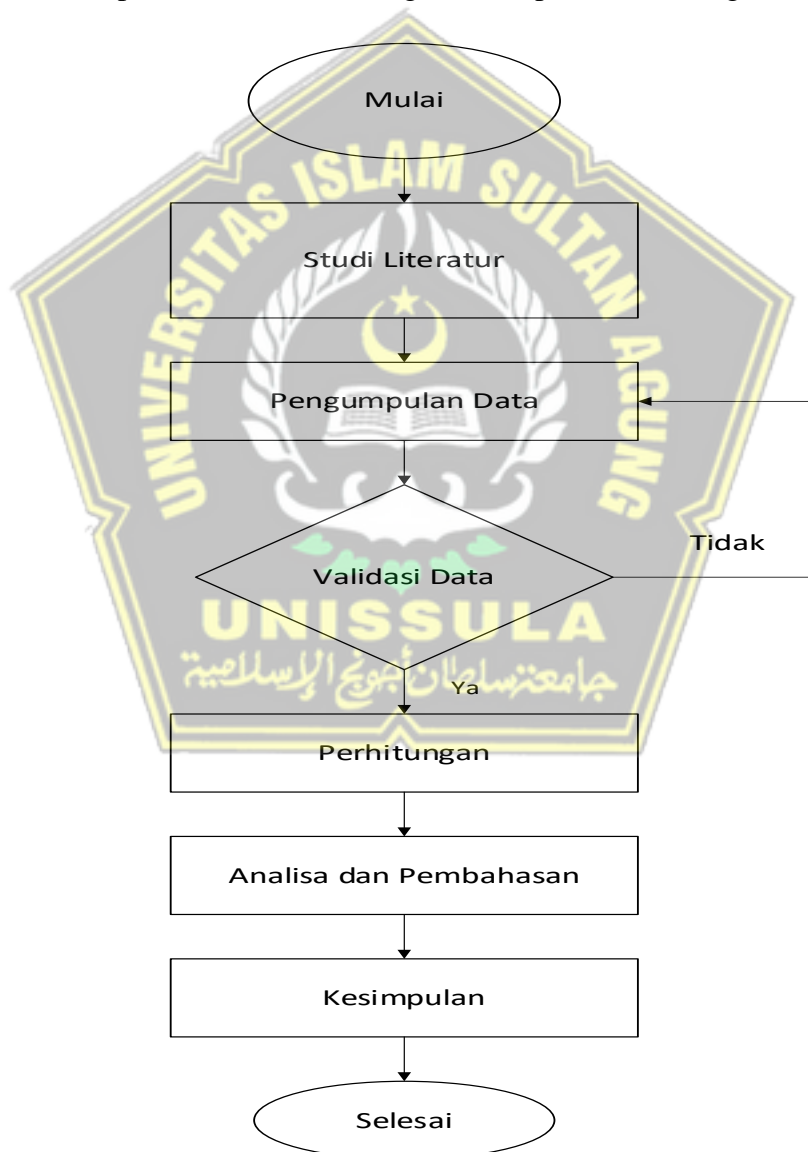 Mulai
UNIVERSITAS ISLAM SULTAN AGUNG
Studi Literatur
Pengumpulan Data
Tidak
Validasi Data
UNISSULA
جامعة سلطان أجونج الإسلامية
Ya
Perhitungan
Analisa dan Pembahasan
Kesimpulan
Selesai